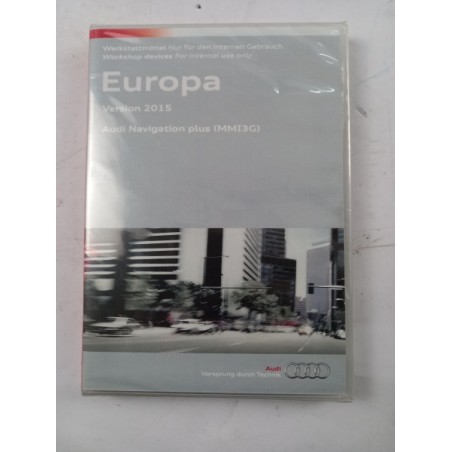 Werkstattmittel Nur für den internen Gebrauch
Workshop devices For internal use only
Europa
Version 2015
Audi Navigation plus (MMI3G)
Audi
Vorsprung durch Technik